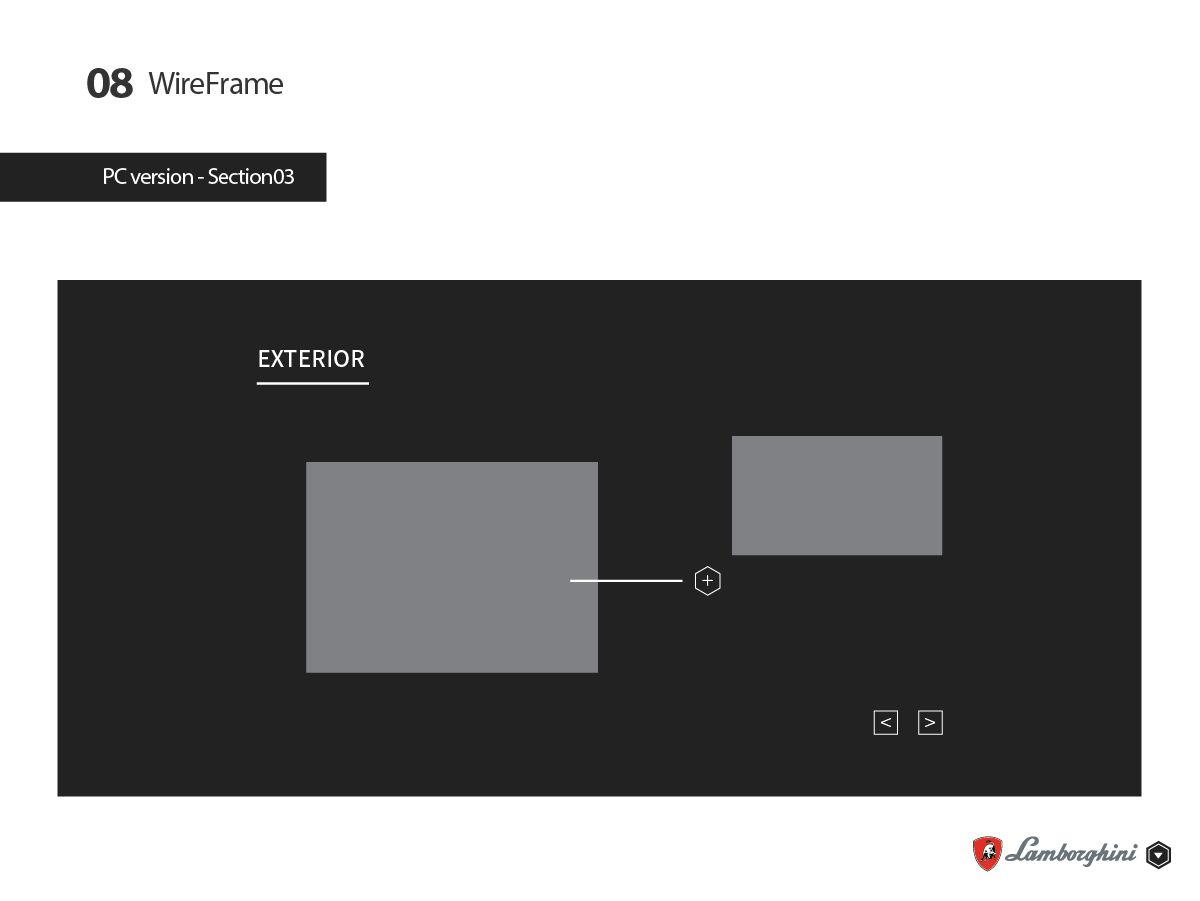 08 WireFrame
PC version - Section03
EXTERIOR
+
< >
Lamborghini